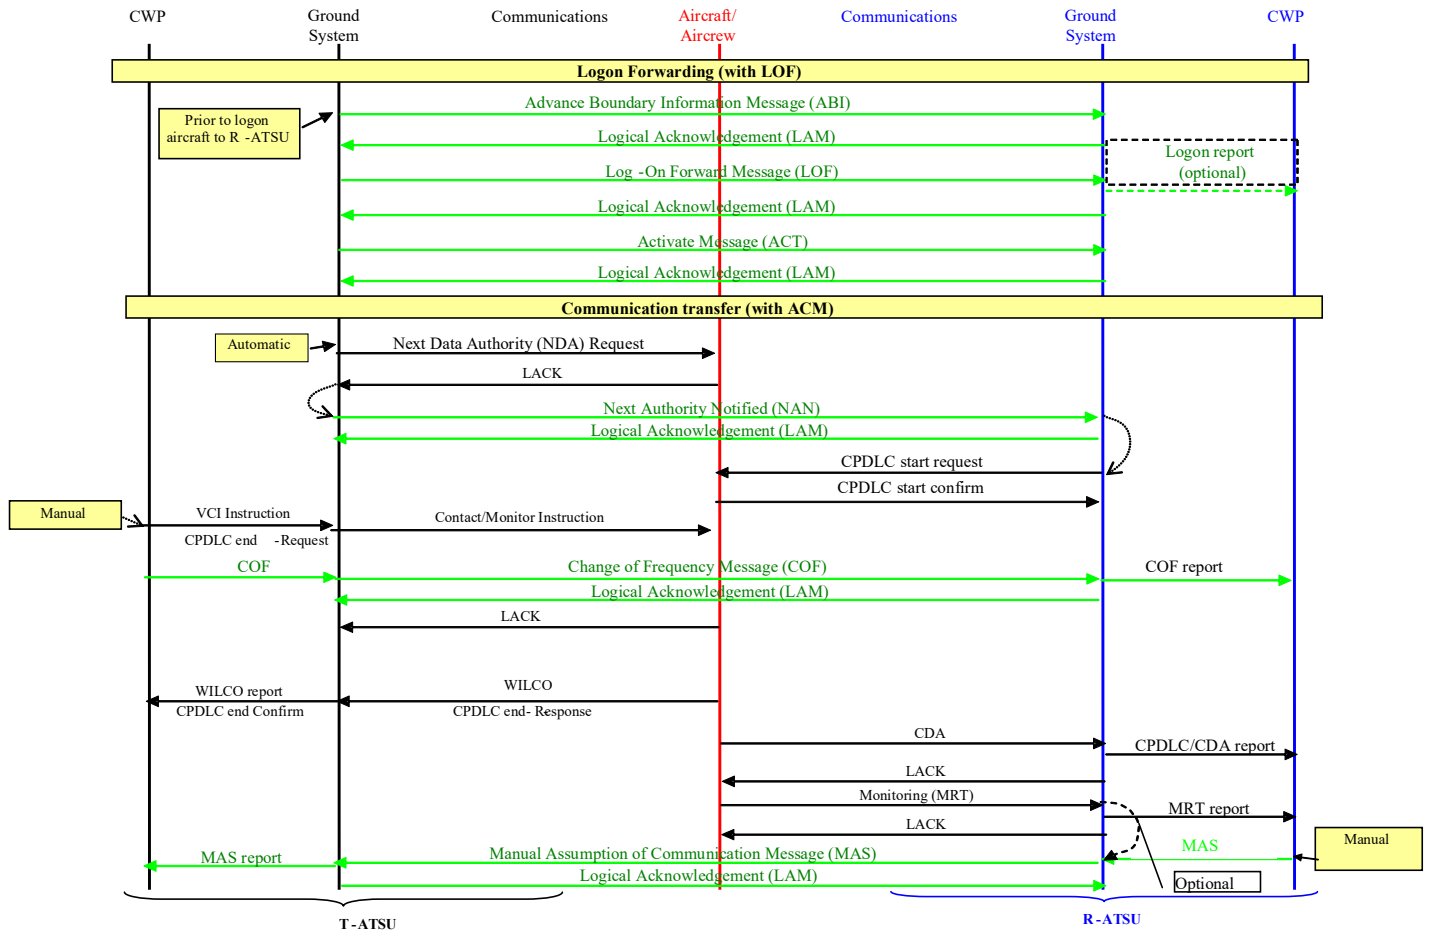 CWP
Ground
System
Communications
Aircraft/
Aircrew
Communications
Ground
System
CWP
Logon Forwarding (with LOF)
Prior to logon
aircraft to R -ATSU
Advance Boundary Information Message (ABI)
Logical Acknowledgement (LAM)
Logon report
(optional)
Log -On Forward Message (LOF)
Logical Acknowledgement (LAM)
Activate Message (ACT)
Logical Acknowledgement (LAM)
Communication transfer (with ACM)
Automatic
Next Data Authority (NDA) Request
LACK
Next Authority Notified (NAN)
Logical Acknowledgement (LAM)
CPDLC start request
CPDLC start confirm
Manual
VCI Instruction
Contact/Monitor Instruction
CPDLC end -Request
COF
Change of Frequency Message (COF)
COF report
Logical Acknowledgement (LAM)
LACK
WILCO report
WILCO
CPDLC end Confirm
CPDLC end- Response
CDA
CPDLC/CDA report
LACK
Monitoring (MRT)
MRT report
LACK
Manual
MAS
Manual Assumption of Communication Message (MAS)
MAS report
Logical Acknowledgement (LAM)
Optional
T -ATSU
R -ATSU